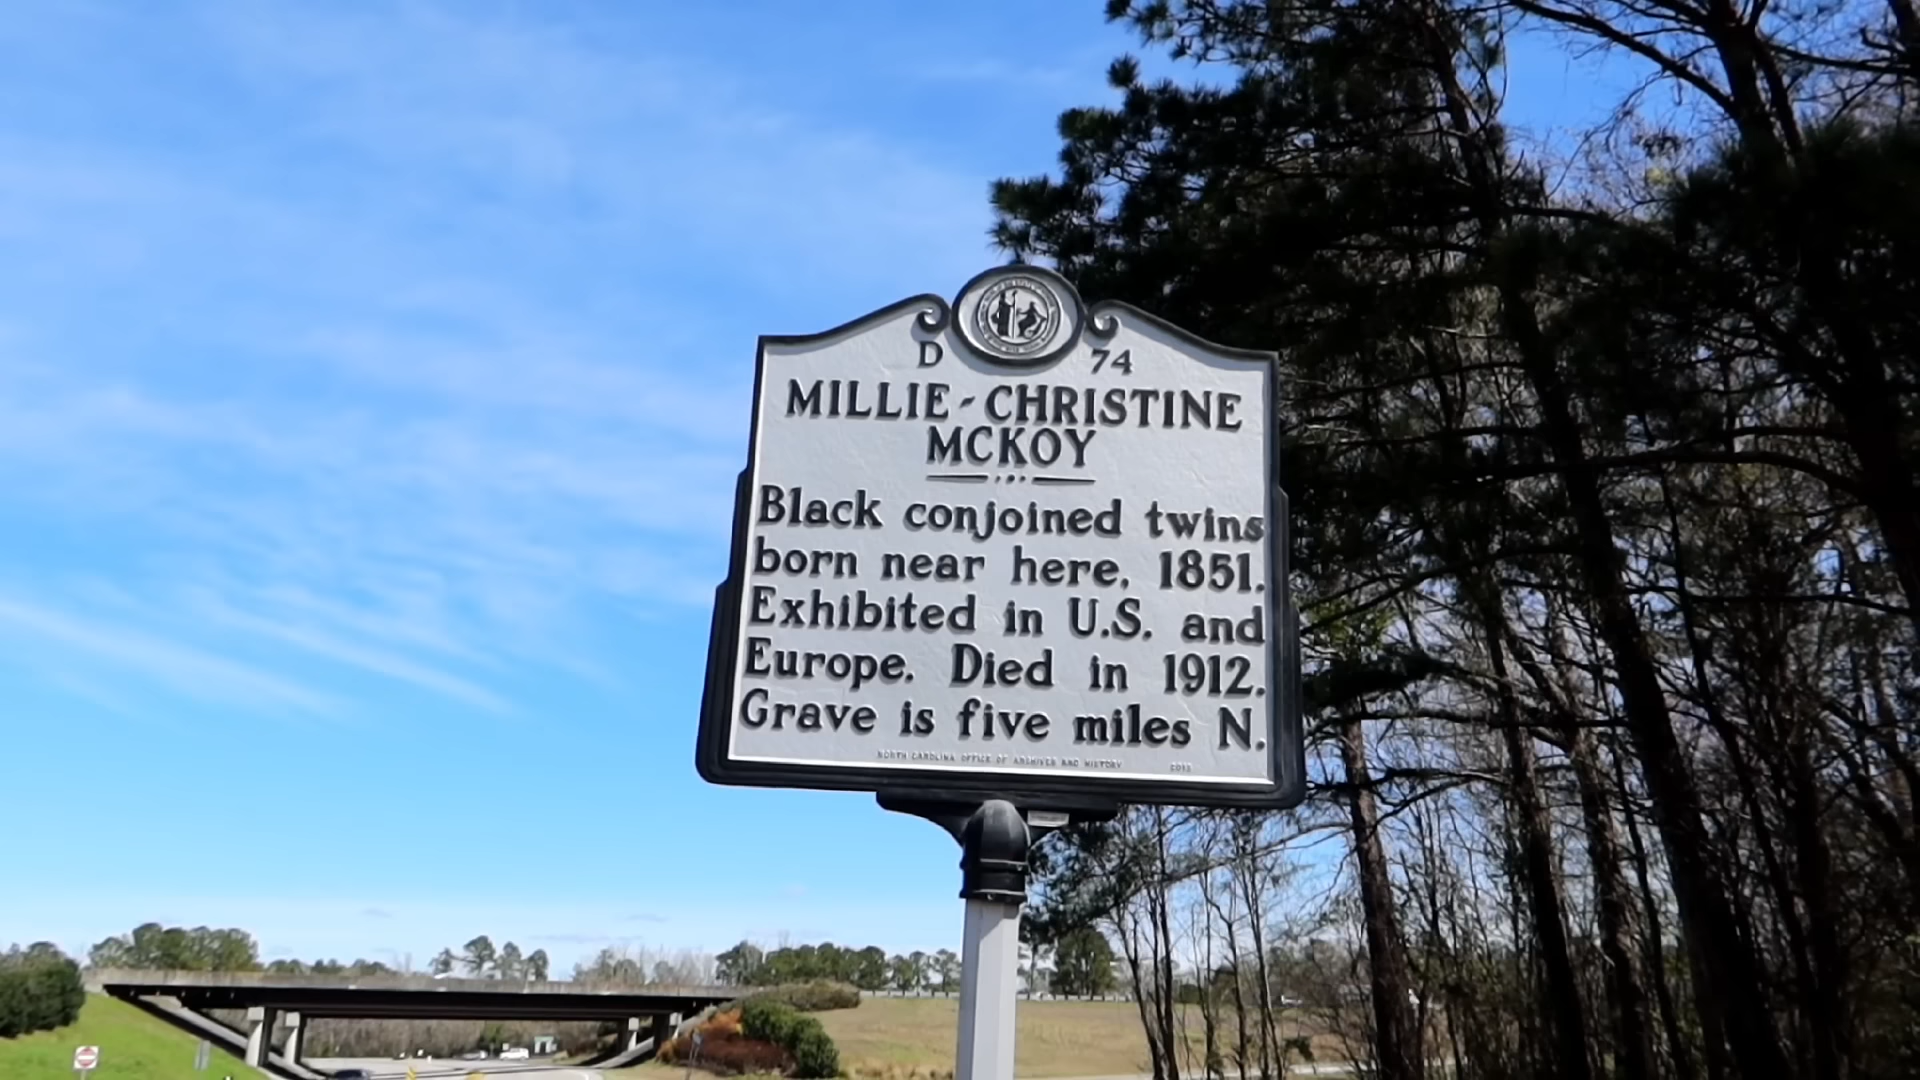 D 74
MILLIE-CHRISTINE
MCKOY
Black conjoined twins
born near here, 1851.
Exhibited in U.S. and
Europe. Died in 1912.
Grave is five miles N.
NORTH CAROLINA OFFICE OF ARCHIVES AND HISTORY